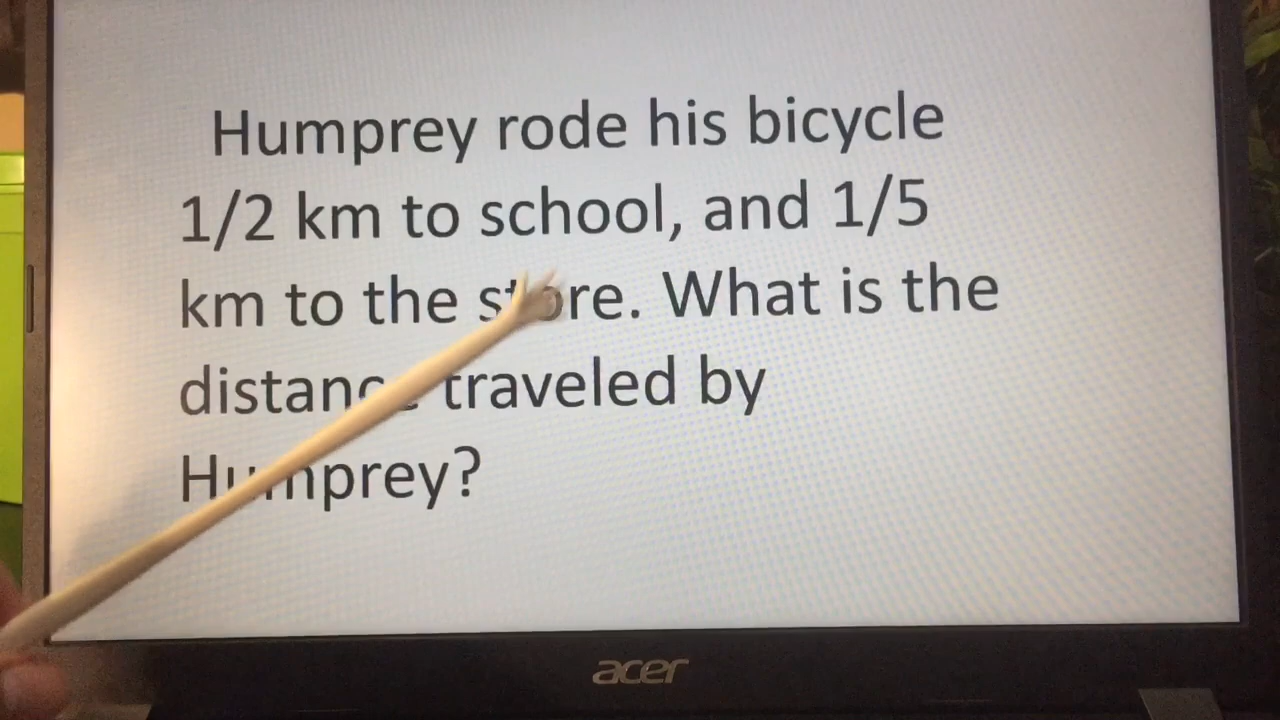 Humprey rode his bicycle
1/2 km to school, and 1/5
km to the store. What is the
distance traveled by
Humprey?
acer